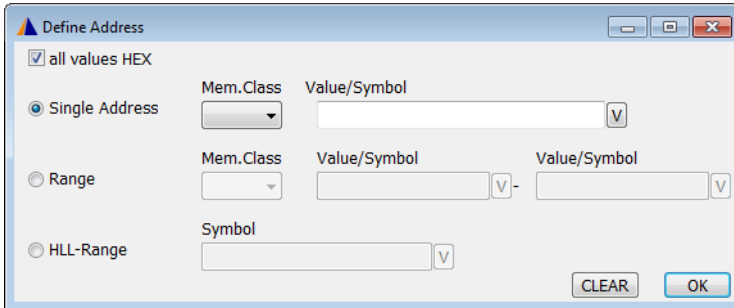 Define Address
all values HEX
Mem.Class Value/Symbol
Single Address V
Mem.Class Value/Symbol Value/Symbol
Range V - V
Symbol
HLL-Range V
CLEAR OK